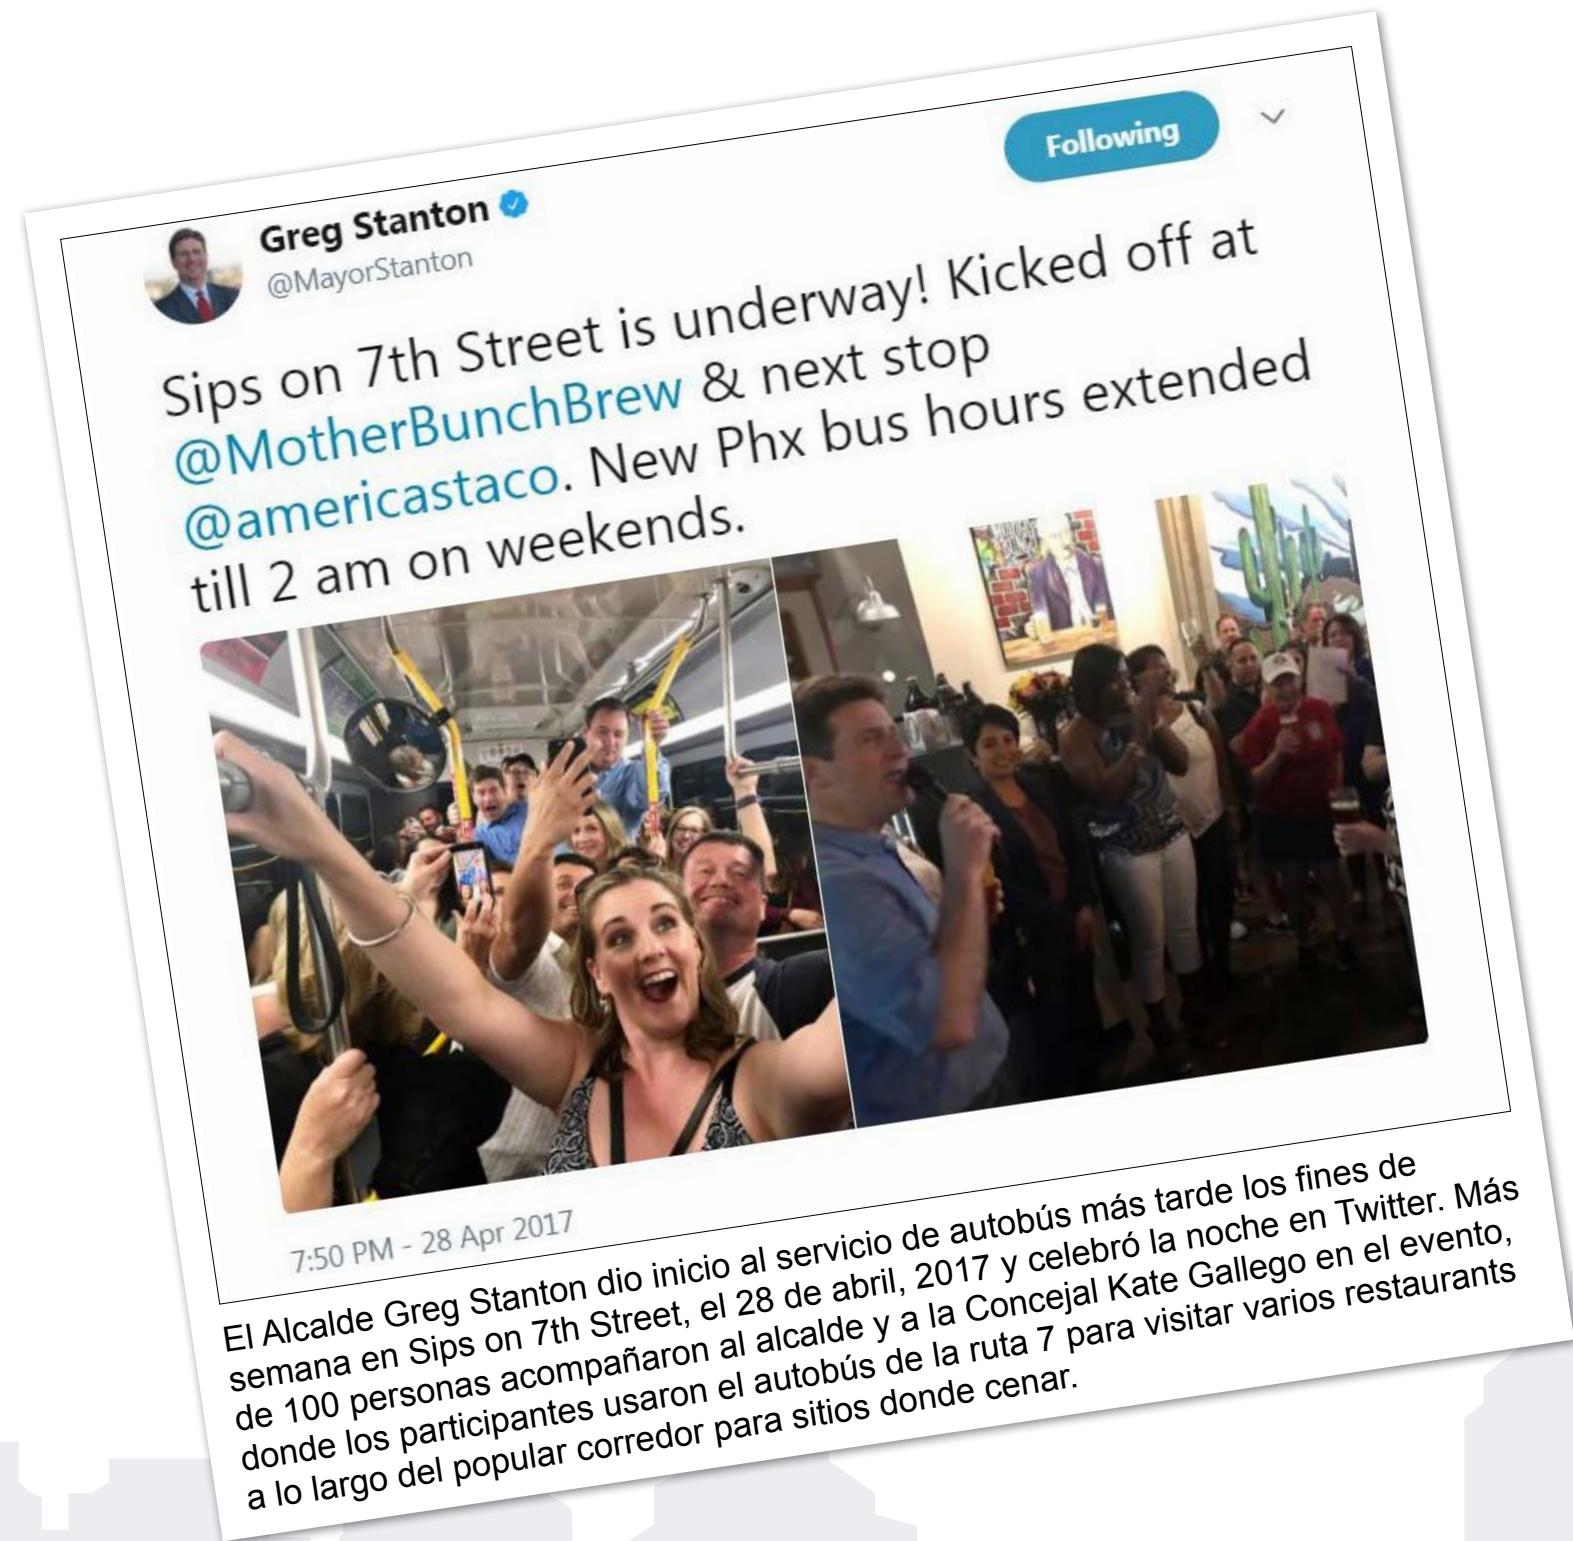 Following
Greg Stanton
@MayorStanton
Sips on 7th Street is underway! Kicked off at
@MotherBunchBrew & next stop
@americastaco. New Phx bus hours extended
till 2 am on weekends.
7:50 PM - 28 Apr 2017
El Alcalde Greg Stanton dio inicio al servicio de autobús más tarde los fines de
semana en Sips on 7th Street, el 28 de abril, 2017 y celebró la noche en Twitter. Más
de 100 personas acompañaron al alcalde y a la Concejal Kate Gallego en el evento,
donde los participantes usaron el autobús de la ruta 7 para visitar varios restaurants
a lo largo del popular corredor para sitios donde cenar.